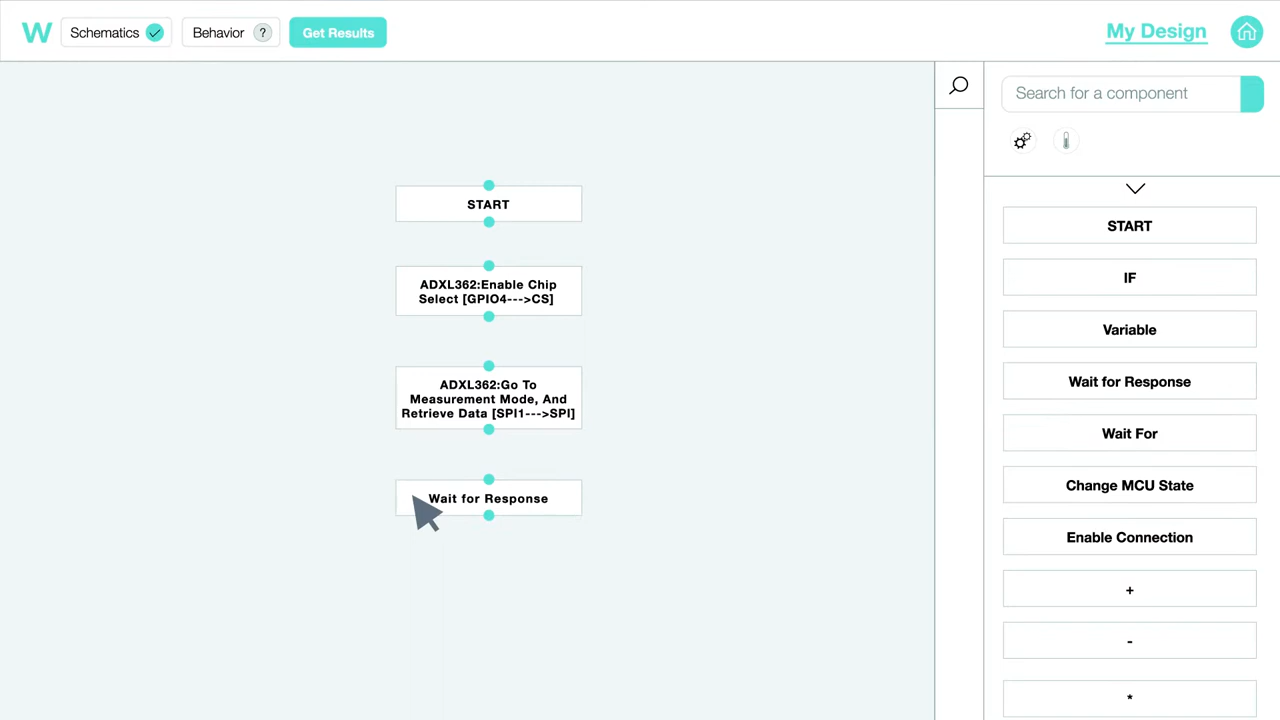 W
Schematics
Behavior ?
Get Results
My Design
Search for a component
START
ADXL362:Enable Chip
Select [GPIO4--->CS]
ADXL362:Go To
Measurement Mode, And
Retrieve Data [SPI1--->SPI]
Wait for Response
START
IF
Variable
Wait for Response
Wait For
Change MCU State
Enable Connection
+
-
*